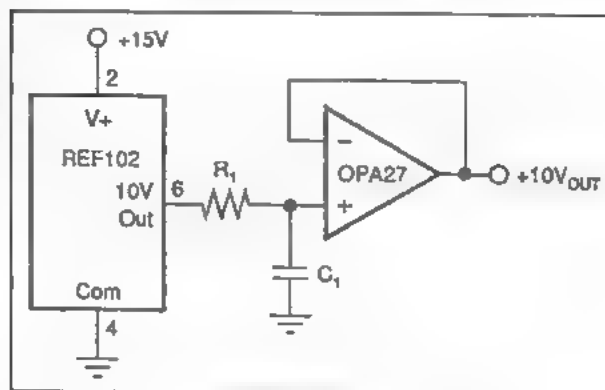 +15V
2
V+
REF102
10V
6
Out
Com
4
R1
C1
−
OPA27
+
+10VOUT